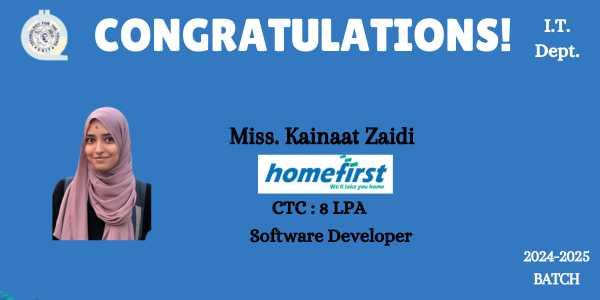 CONGRATULATIONS!
I.T.
Dept.
Miss. Kainaat Zaidi
homefirst
We'll take you home
CTC : 8 LPA
Software Developer
2024-2025
BATCH